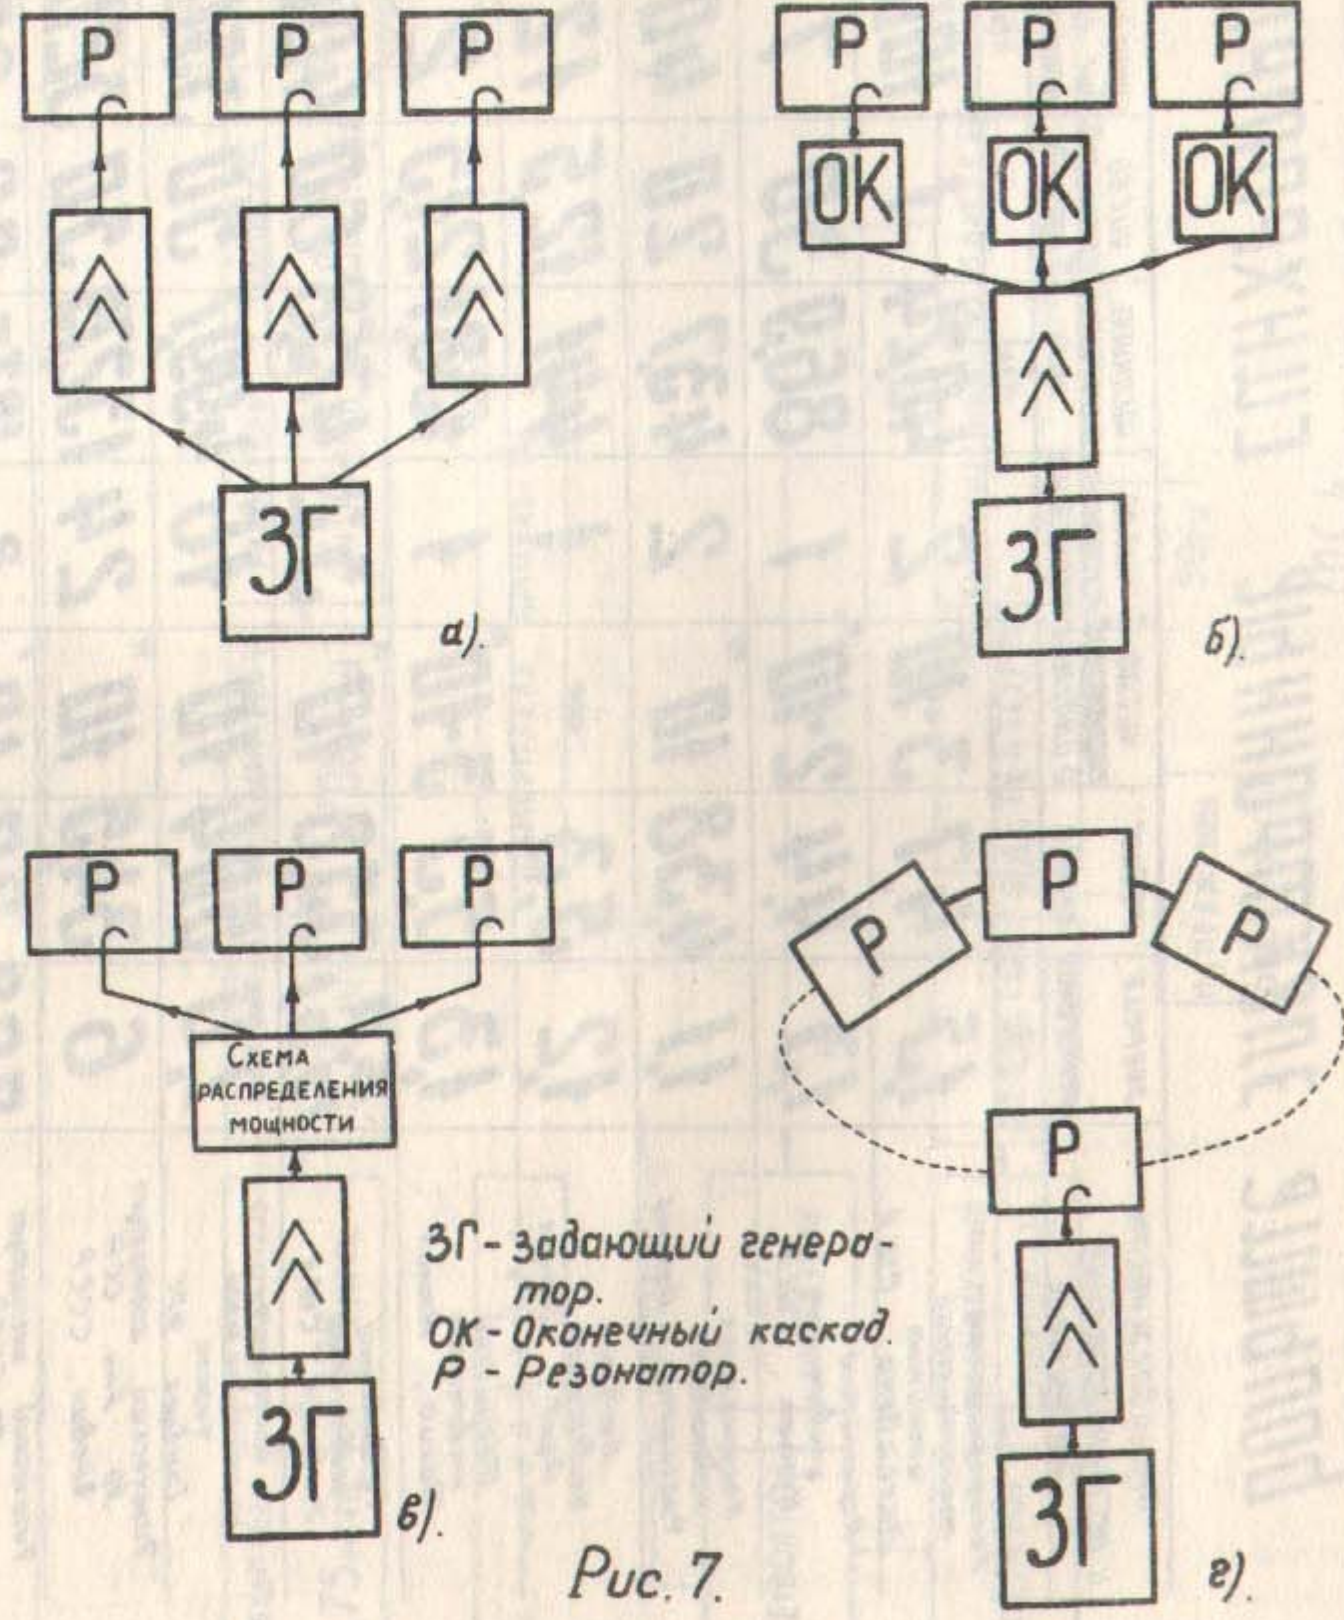 Р Р Р
ЗГ
а).
Р Р Р
ОК ОК ОК
ЗГ
б).
Р Р Р
Схема
распределения
мощности
ЗГ
в).
Р Р Р
Р
ЗГ
г).
ЗГ - Задающий генера-
тор.
ОК - Оконечный каскад.
Р - Резонатор.
Рис. 7.